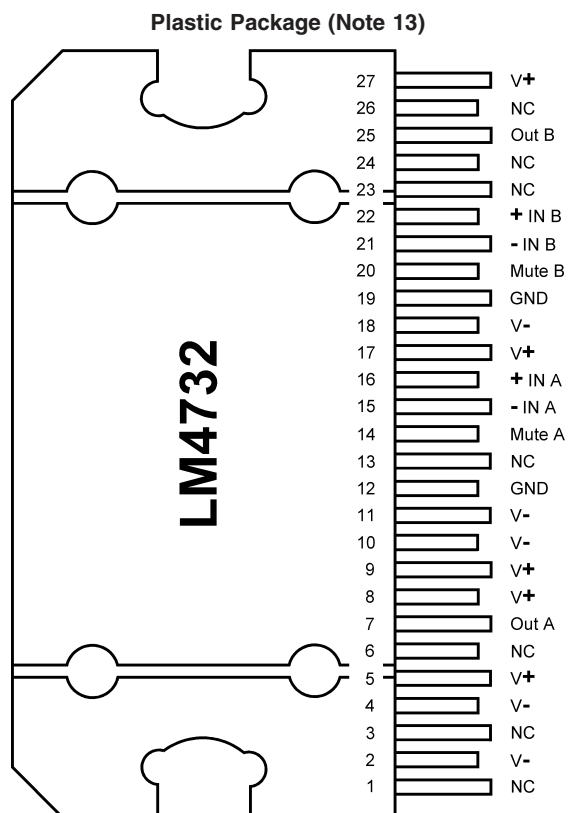 Plastic Package (Note 13)
27 V+
26 NC
25 Out B
24 NC
23 NC
22 + IN B
21 - IN B
20 Mute B
19 GND
18 V-
17 V+
16 + IN A
15 - IN A
14 Mute A
13 NC
12 GND
11 V-
10 V-
9 V+
8 V+
7 Out A
6 NC
5 V+
4 V-
3 NC
2 V-
1 NC
LM4732